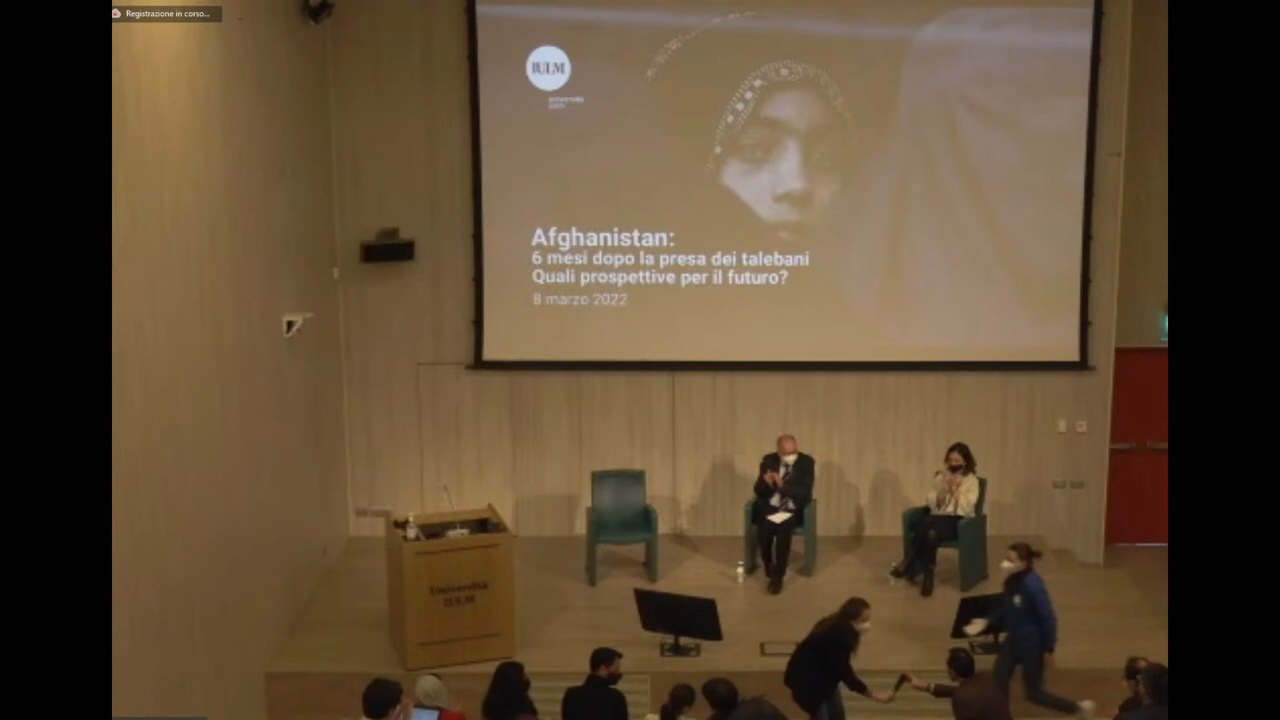 Registrazione in corso...
IULM
Afghanistan:
6 mesi dopo la presa dei talebani
Quali prospettive per il futuro?
8 marzo 2022
Università
IULM